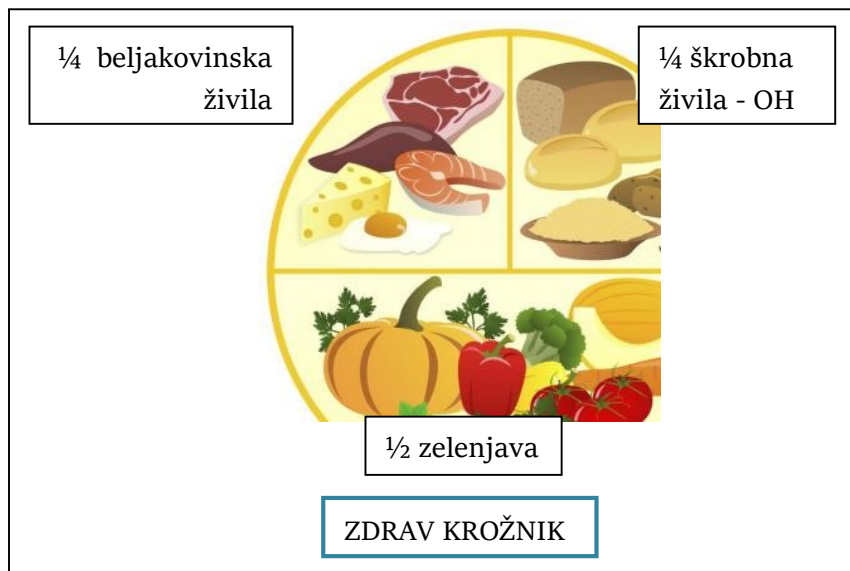 ¼ beljakovinska
živila
¼ škrobna
živila - OH
½ zelenjava
ZDRAV KROŽNIK